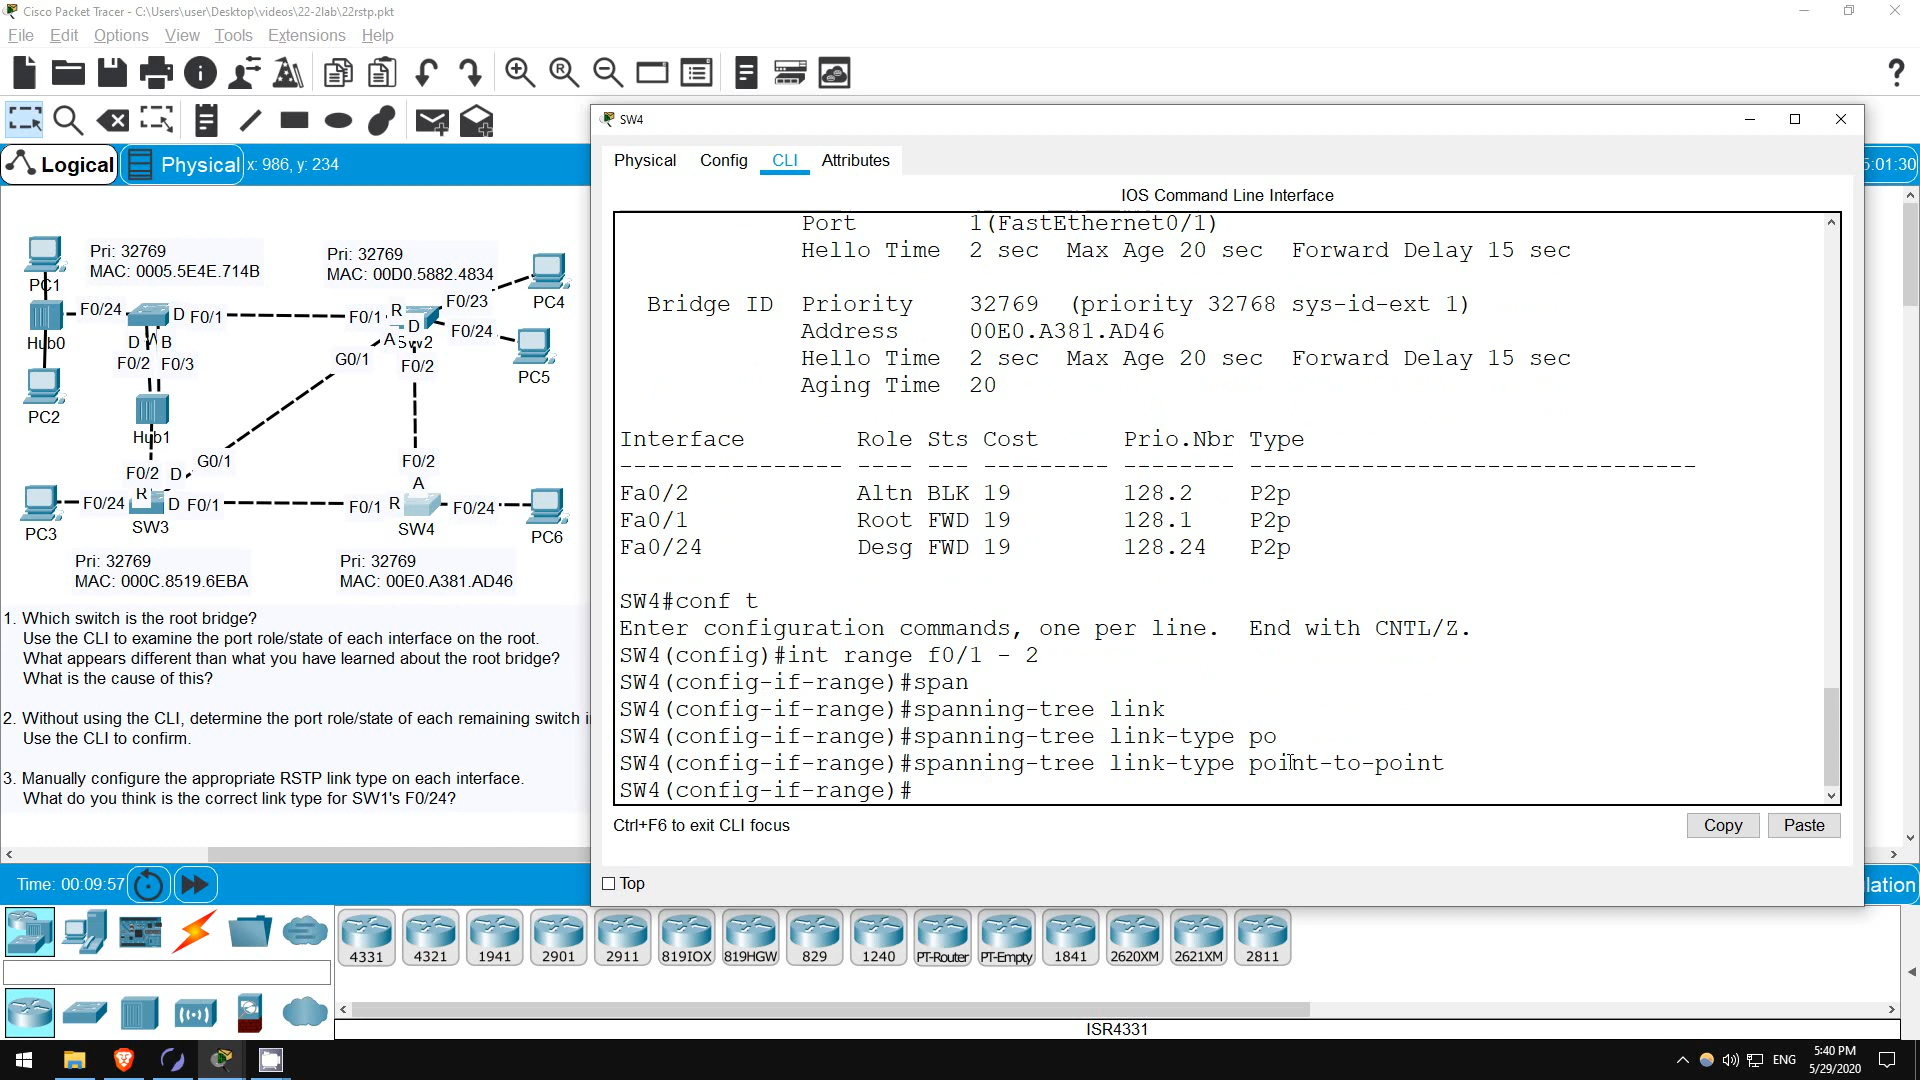 Cisco Packet Tracer - C:\Users\user\Desktop\videos\22-2lab\22rstp.pkt
File Edit Options View Tools Extensions Help
R
?
SW4
Logical Physical x: 986, y: 234
5:01:30
Physical Config CLI Attributes
IOS Command Line Interface
Port 1(FastEthernet0/1)
Hello Time 2 sec Max Age 20 sec Forward Delay 15 sec
Bridge ID Priority 32769 (priority 32768 sys-id-ext 1)
Address 00E0.A381.AD46
Hello Time 2 sec Max Age 20 sec Forward Delay 15 sec
Aging Time 20
Interface Role Sts Cost Prio.Nbr Type
---------------- ---- --- --------- -------- --------------------------------
Fa0/2 Altn BLK 19 128.2 P2p
Fa0/1 Root FWD 19 128.1 P2p
Fa0/24 Desg FWD 19 128.24 P2p
SW4#conf t
Enter configuration commands, one per line. End with CNTL/Z.
SW4(config)#int range f0/1 - 2
SW4(config-if-range)#span
SW4(config-if-range)#spanning-tree link
SW4(config-if-range)#spanning-tree link-type po
SW4(config-if-range)#spanning-tree link-type point-to-point
SW4(config-if-range)#
Ctrl+F6 to exit CLI focus
Copy Paste
Top
Pri: 32769
MAC: 0005.5E4E.714B
Pri: 32769
MAC: 00D0.5882.4834
PC1
PC4
F0/24 D F0/1 F0/1 R F0/23
Hub0 D B A D F0/24
Sw2
F0/2 F0/3 G0/1 F0/2
PC5
PC2
Hub1
G0/1 F0/2
F0/2 D A
F0/24 R D F0/1 F0/1 R F0/24
PC3 SW3 SW4 PC6
Pri: 32769
MAC: 000C.8519.6EBA
Pri: 32769
MAC: 00E0.A381.AD46
1. Which switch is the root bridge?
Use the CLI to examine the port role/state of each interface on the root.
What appears different than what you have learned about the root bridge?
What is the cause of this?
2. Without using the CLI, determine the port role/state of each remaining switch i
Use the CLI to confirm.
3. Manually configure the appropriate RSTP link type on each interface.
What do you think is the correct link type for SW1's F0/24?
Time: 00:09:57
lation
4331 4321 1941 2901 2911 819IOX 819HGW 829 1240 PT-Router PT-Empty 1841 2620XM 2621XM 2811
ISR4331
ENG
5:40 PM
5/29/2020